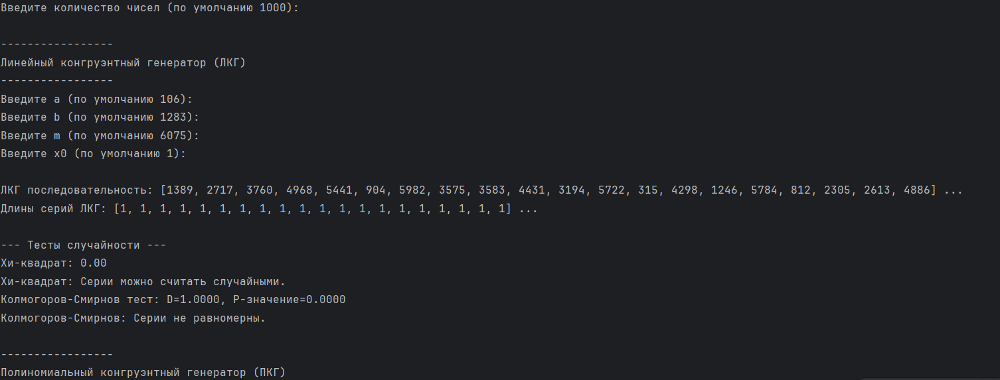 Введите количество чисел (по умолчанию 1000):
-----------------
Линейный конгруэнтный генератор (ЛКГ)
-----------------
Введите a (по умолчанию 106):
Введите b (по умолчанию 1283):
Введите m (по умолчанию 6075):
Введите x0 (по умолчанию 1):
ЛКГ последовательность: [1389, 2717, 3760, 4968, 5441, 904, 5982, 3575, 3583, 4431, 3194, 5722, 315, 4298, 1246, 5784, 812, 2305, 2613, 4886] ...
Длины серий ЛКГ: [1, 1, 1, 1, 1, 1, 1, 1, 1, 1, 1, 1, 1, 1, 1, 1, 1, 1, 1, 1] ...
--- Тесты случайности ---
Хи-квадрат: 0.00
Хи-квадрат: Серии можно считать случайными.
Колмогоров-Смирнов тест: D=1.0000, P-значение=0.0000
Колмогоров-Смирнов: Серии не равномерны.
-----------------
Полиномиальный конгруэнтный генератор (ПКГ)